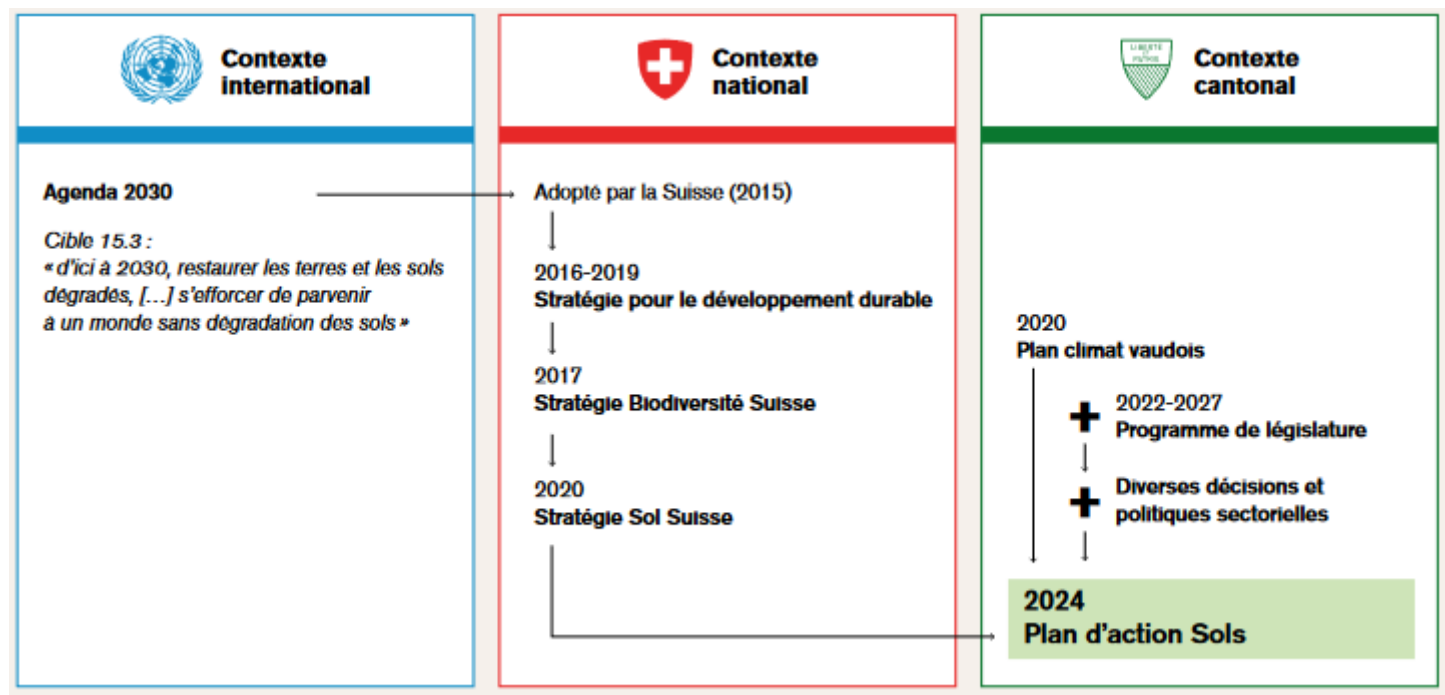 Contexte
international
Agenda 2030
Cible 15.3 :
« d'ici à 2030, restaurer les terres et les sols
dégradés, [...] s'efforcer de parvenir
à un monde sans dégradation des sols »
Contexte
national
Adopté par la Suisse (2015)
2016-2019
Stratégie pour le développement durable
2017
Stratégie Biodiversité Suisse
2020
Stratégie Sol Suisse
LIBERTÉ
ET
PATRIE
Contexte
cantonal
2020
Plan climat vaudois
+ 2022-2027
Programme de législature
+ Diverses décisions et
politiques sectorielles
2024
Plan d'action Sols